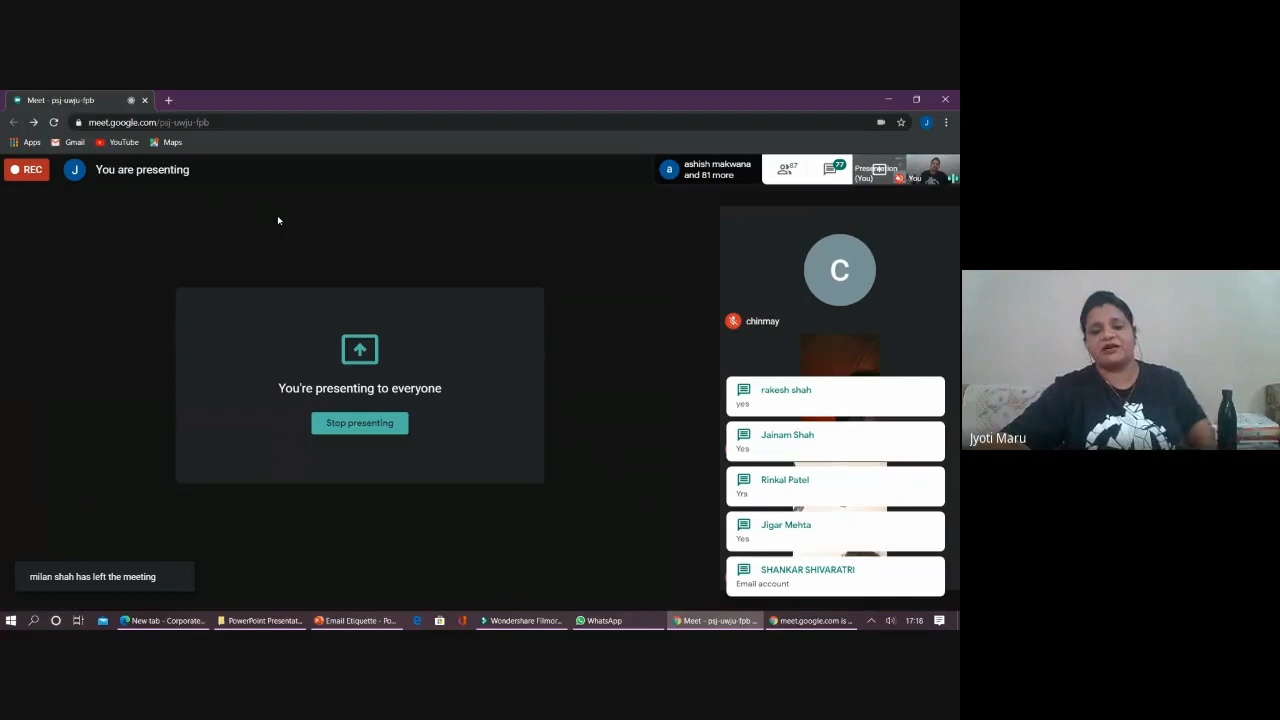 Meet - psj-uwju-fpb
meet.google.com/psj-uwju-fpb
J
Apps
Gmail
YouTube
Maps
REC
J
You are presenting
a
ashish makwana
and 81 more
87
77
(You)
You
C
chinmay
You're presenting to everyone
Stop presenting
rakesh shah
yes
Jainam Shah
Yes
Rinkal Patel
Yrs
Jigar Mehta
Yes
SHANKAR SHIVARATRI
Email account
milan shah has left the meeting
New tab - Corporate...
PowerPoint Presentat...
Email Etiquette - Po...
Wondershare Filmor...
WhatsApp
Meet - psj-uwju-fpb ...
meet.google.com is ...
17:18
Jyoti Maru